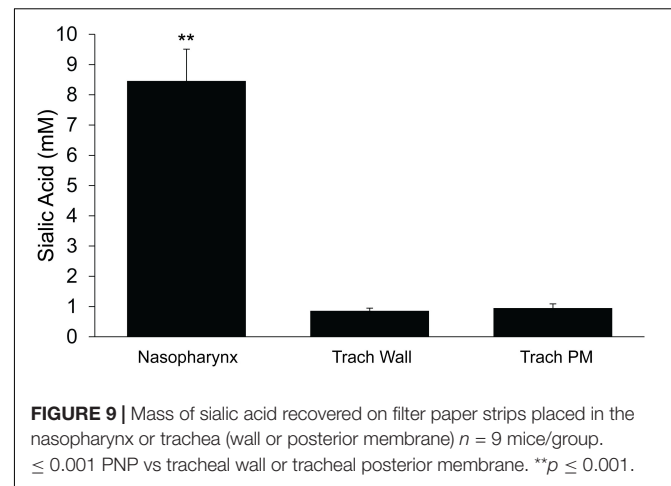 **
10
9
8
7
6
5
4
3
2
1
0
Sialic Acid (mM)
Nasopharynx Trach Wall Trach PM
FIGURE 9 | Mass of sialic acid recovered on filter paper strips placed in the
nasopharynx or trachea (wall or posterior membrane) n = 9 mice/group.
≤ 0.001 PNP vs tracheal wall or tracheal posterior membrane. **p ≤ 0.001.